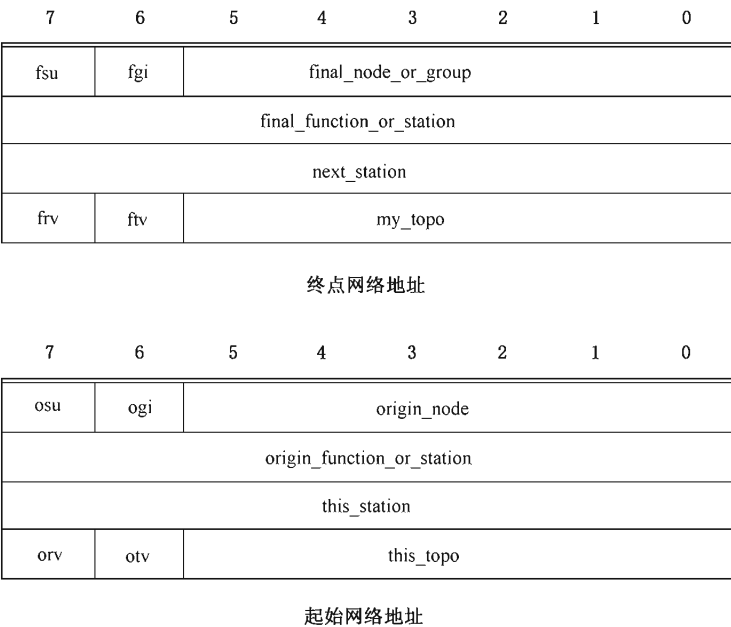 7 6 5 4 3 2 1 0
fsu fgi final_node_or_group
final_function_or_station
next_station
frv ftv my_topo
终点网络地址
7 6 5 4 3 2 1 0
osu ogi origin_node
origin_function_or_station
this_station
orv otv this_topo
起始网络地址